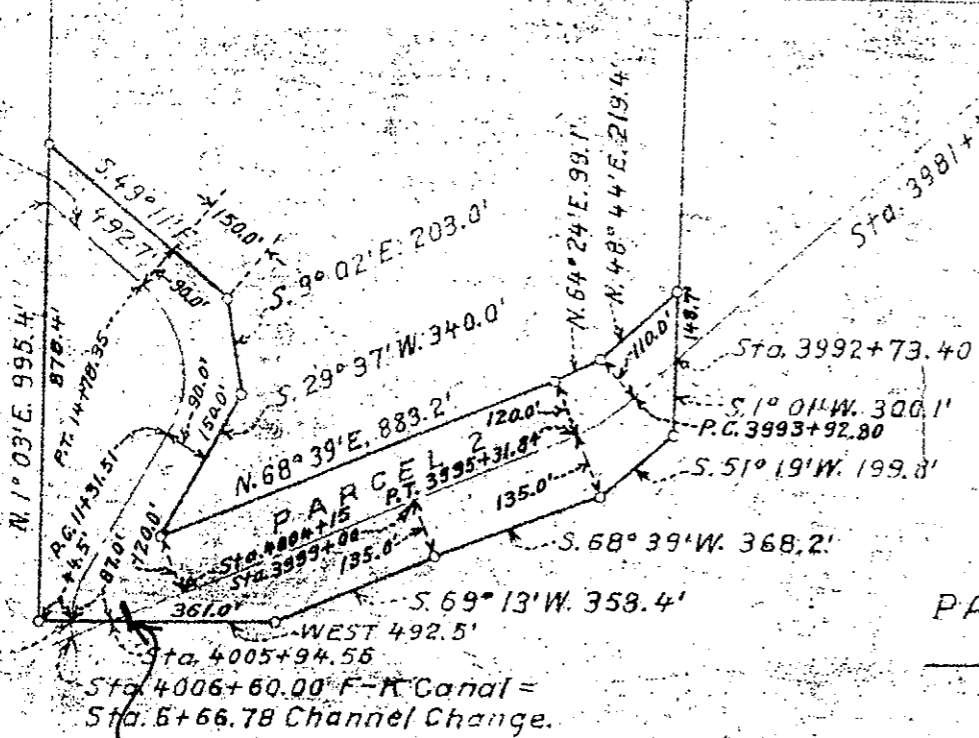 S. 49° 11' E.
492.7'
150.0'
90.0'
S. 9° 02' E. 203.0'
S. 29° 37' W. 340.0'
N. 68° 39' E. 883.2'
N. 64° 24' E. 99.1'
N. 48° 44' E. 219.4'
Sta. 3981+
110.0'
148.7'
Sta. 3992+73.40
S. 1° 01' W. 300.1'
P.C. 3993+92.80
S. 51° 19' W. 199.8'
N. 1° 03' E. 995.4'
878.4'
P.T. 14+78.35
P.C. 11+31.51
90.0'
150.0'
120.0'
PARCEL 2
P.T. 3995+31.84
135.0'
120.0'
Sta. 4004+15
Sta. 3999+00
135.0'
S. 68° 39' W. 368.2'
S. 69° 13' W. 358.4'
44.5'
87.0'
361.0'
WEST 492.5'
Sta. 4005+94.56
Sta. 4006+60.00 F-K Canal =
Sta. 6+66.78 Channel Change.
PA